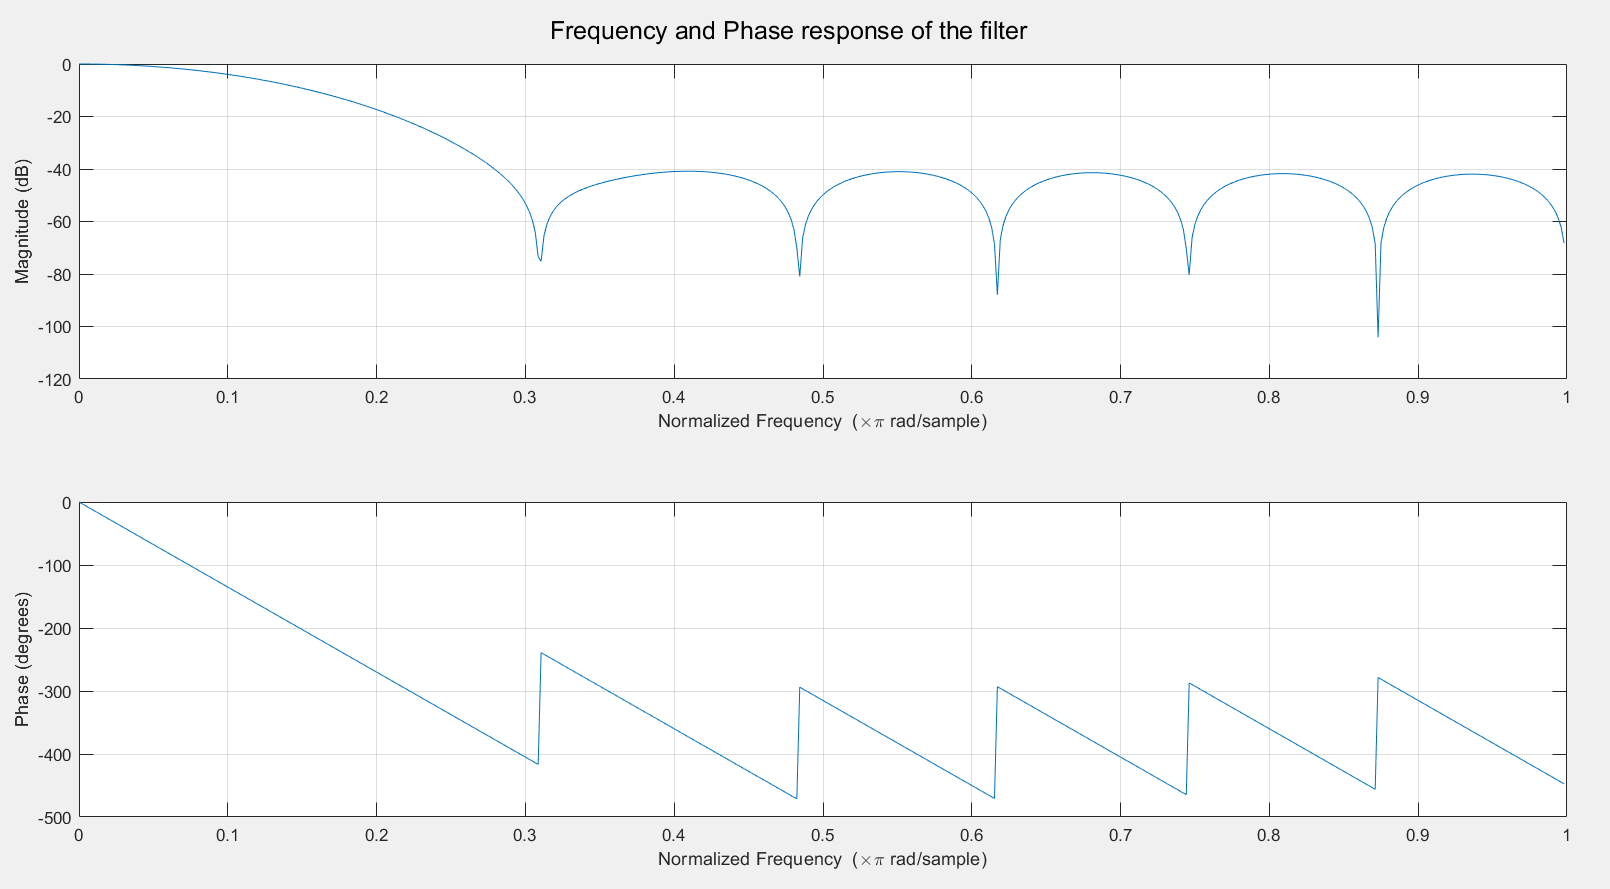 Frequency and Phase response of the filter
0
-20
-40
-60
-80
-100
-120
Magnitude (dB)
0 0.1 0.2 0.3 0.4 0.5 0.6 0.7 0.8 0.9 1
Normalized Frequency (×π rad/sample)
0
-100
-200
-300
-400
-500
Phase (degrees)
0 0.1 0.2 0.3 0.4 0.5 0.6 0.7 0.8 0.9 1
Normalized Frequency (×π rad/sample)